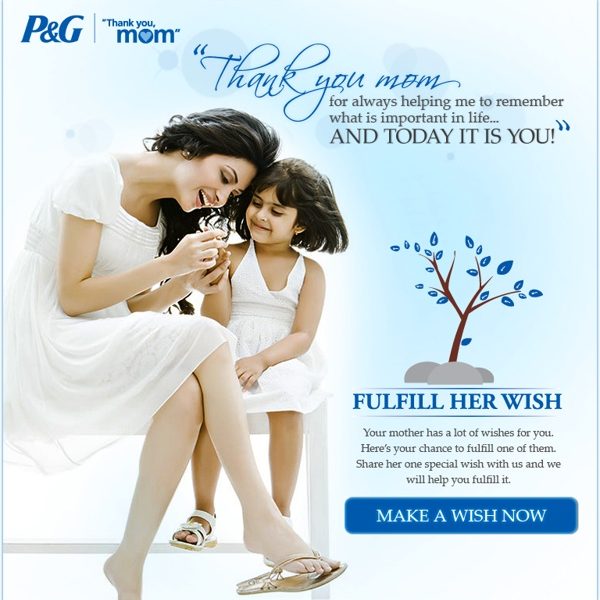 P&G "Thank you,
mom"
“Thank you mom
for always helping me to remember
what is important in life...
AND TODAY IT IS YOU!”
FULFILL HER WISH
Your mother has a lot of wishes for you.
Here's your chance to fulfill one of them.
Share her one special wish with us and we
will help you fulfill it.
MAKE A WISH NOW